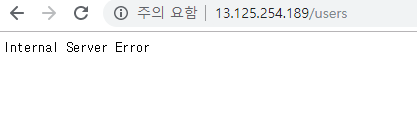 주의 요함 | 13.125.254.189/users
Internal Server Error